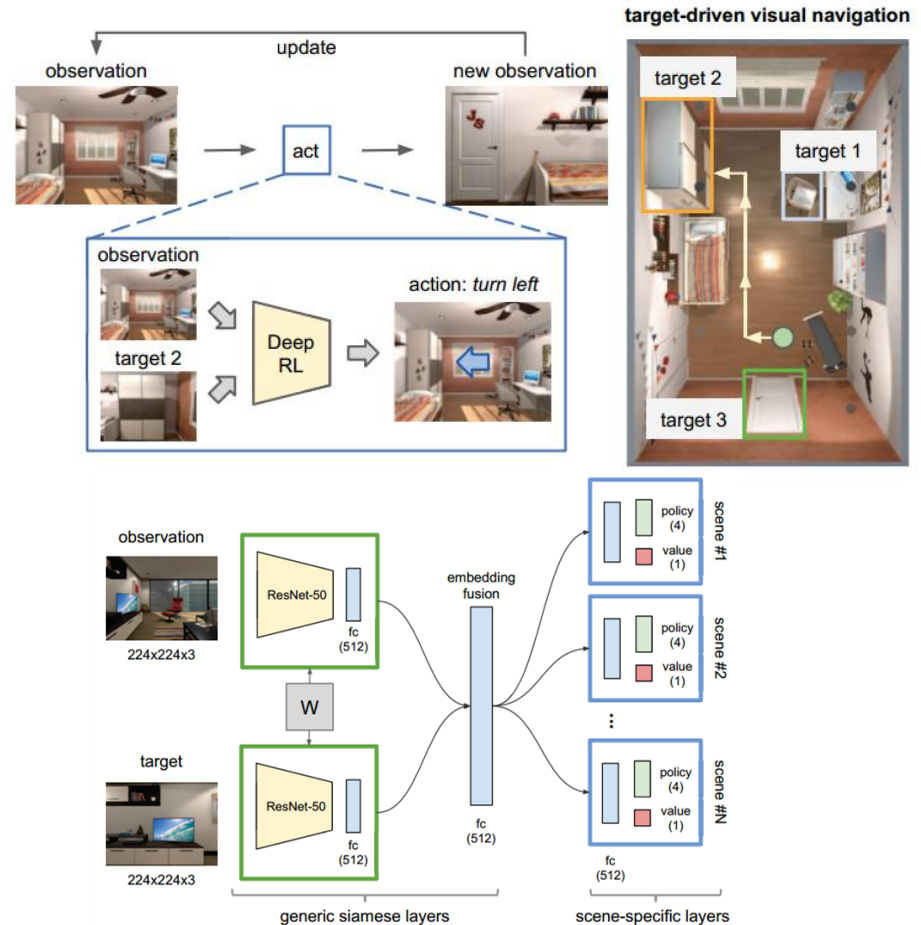 target-driven visual navigation
update
observation
new observation
act
JS
observation
target 2
Deep
RL
action: turn left
target 2
target 1
target 3
observation
224x224x3
target
224x224x3
ResNet-50
fc
(512)
W
ResNet-50
fc
(512)
embedding
fusion
fc
(512)
policy
(4)
value
(1)
scene #1
policy
(4)
value
(1)
scene #2
...
policy
(4)
value
(1)
scene #N
fc
(512)
generic siamese layers
scene-specific layers